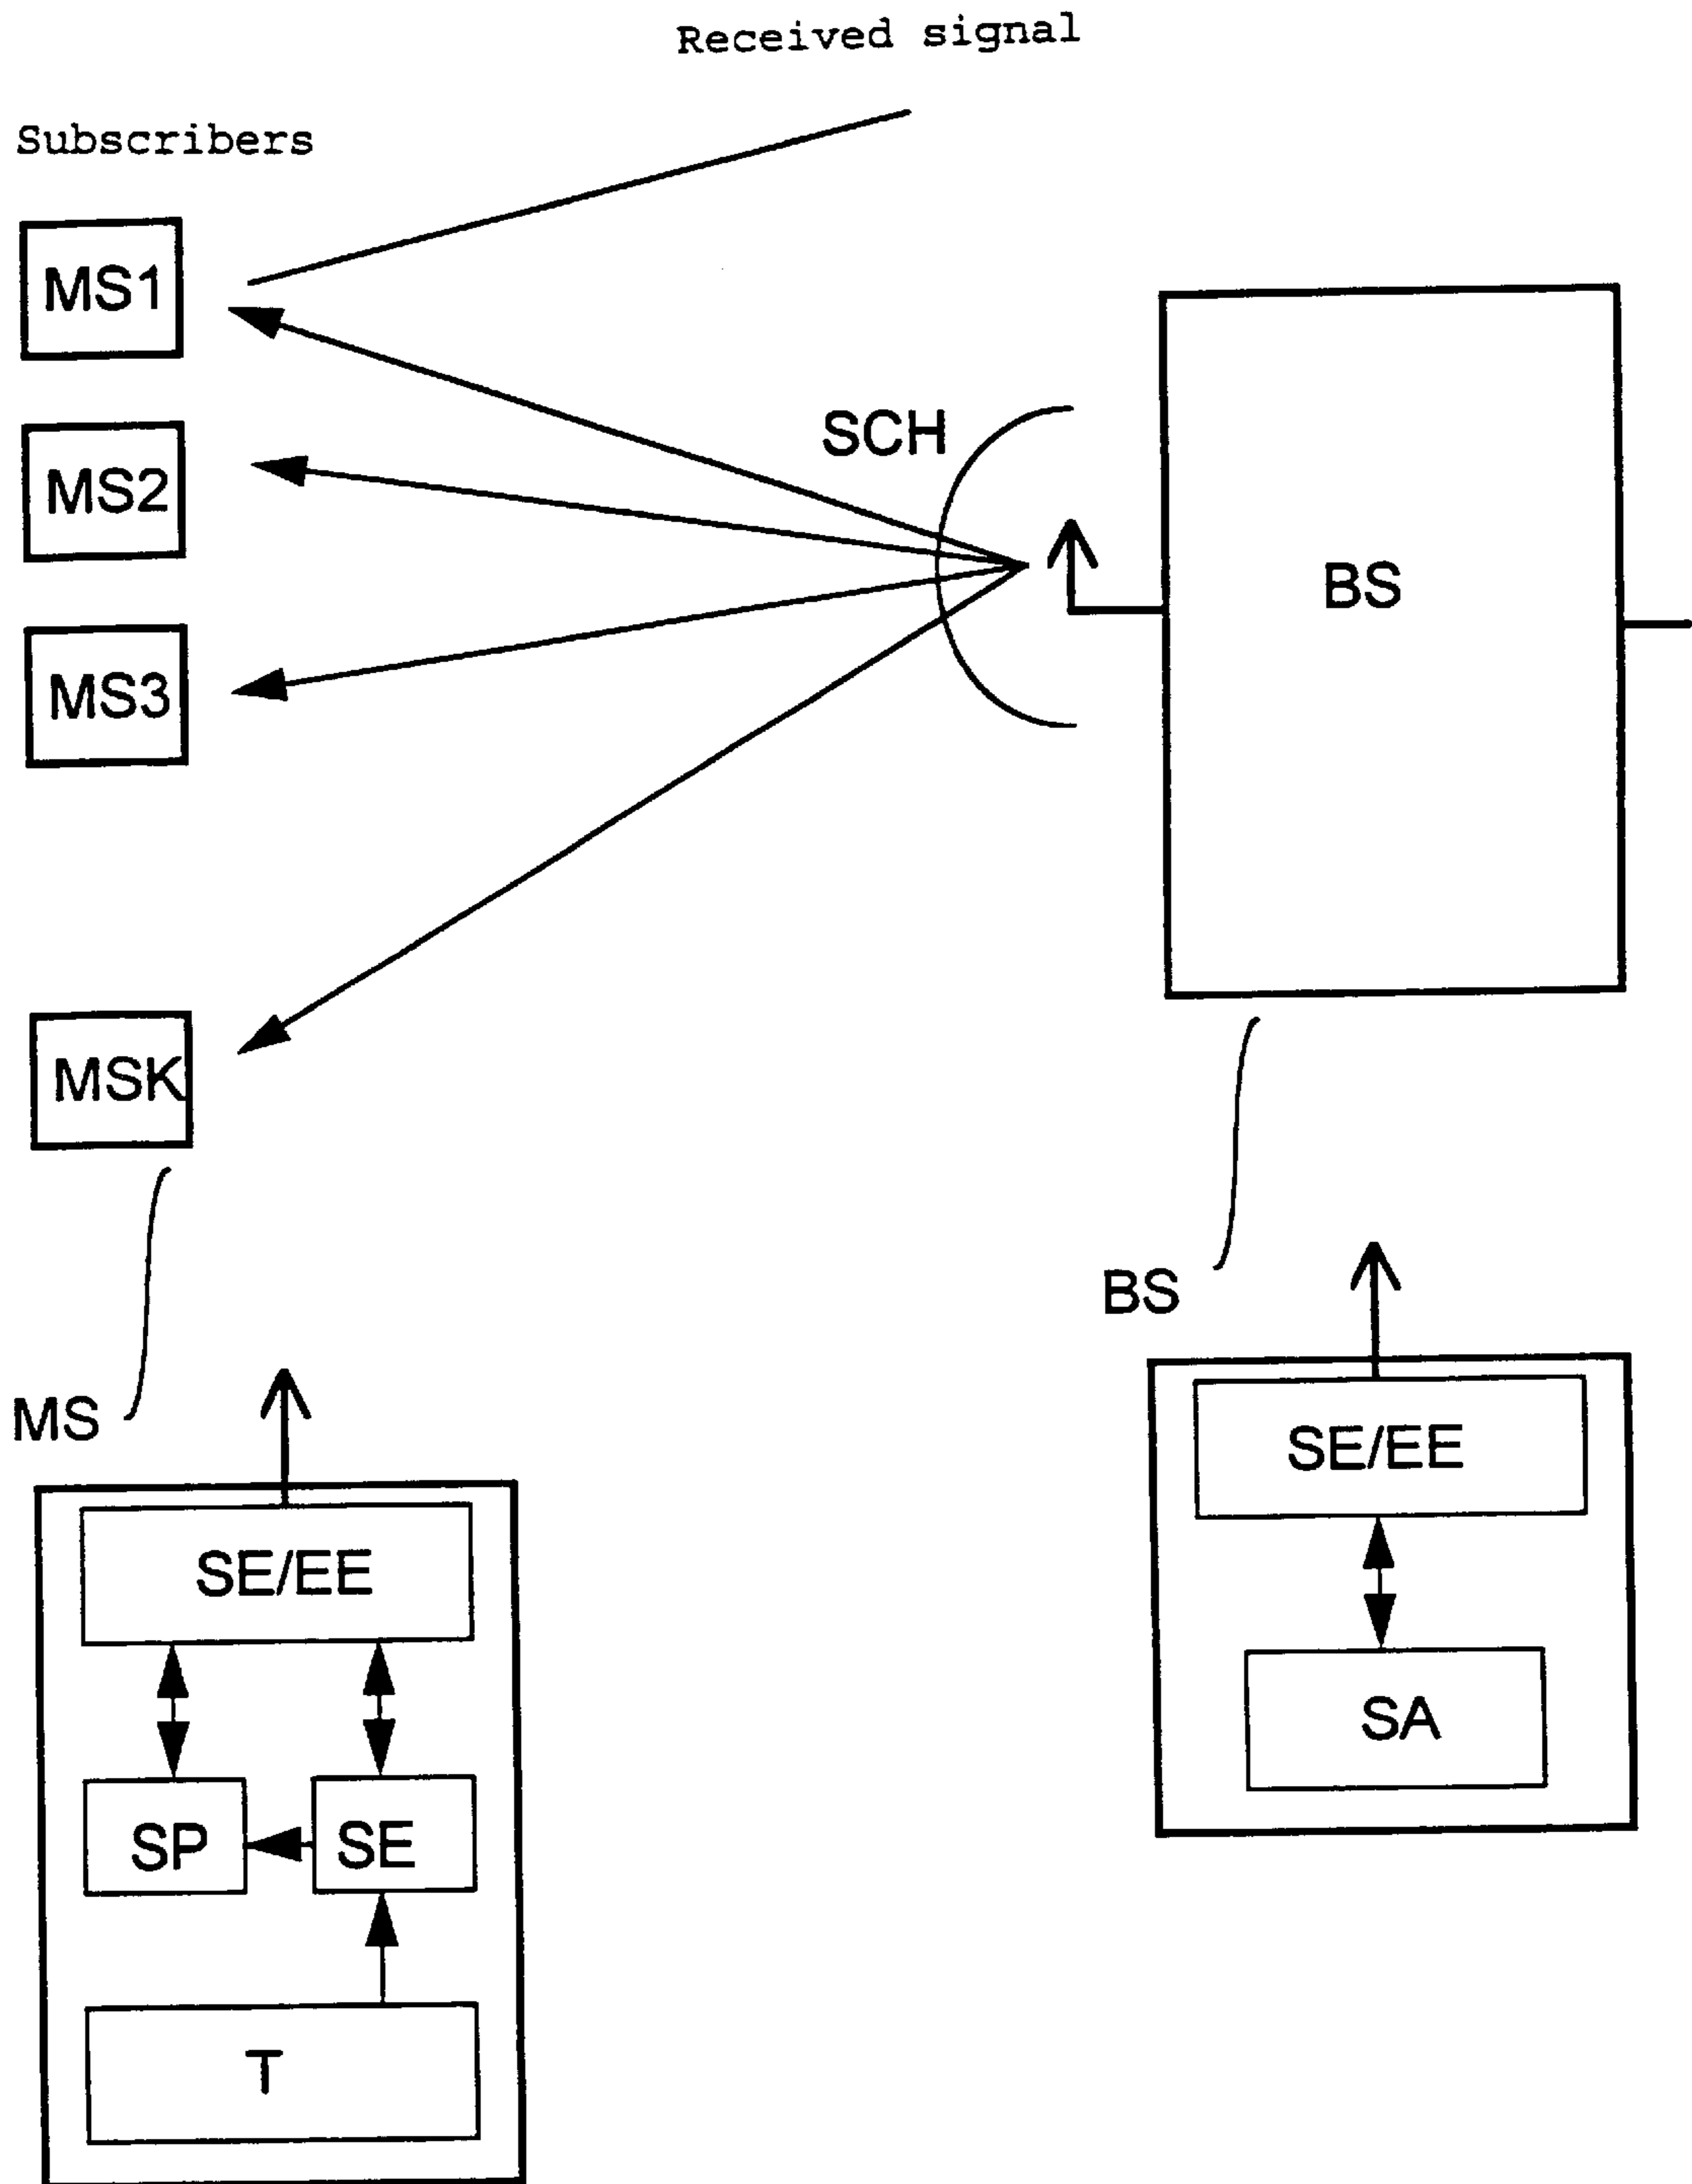 Received signal
Subscribers
MS1
MS2
MS3
MSK
SCH
BS
MS
BS
SE/EE
SP
SE
T
SE/EE
SA